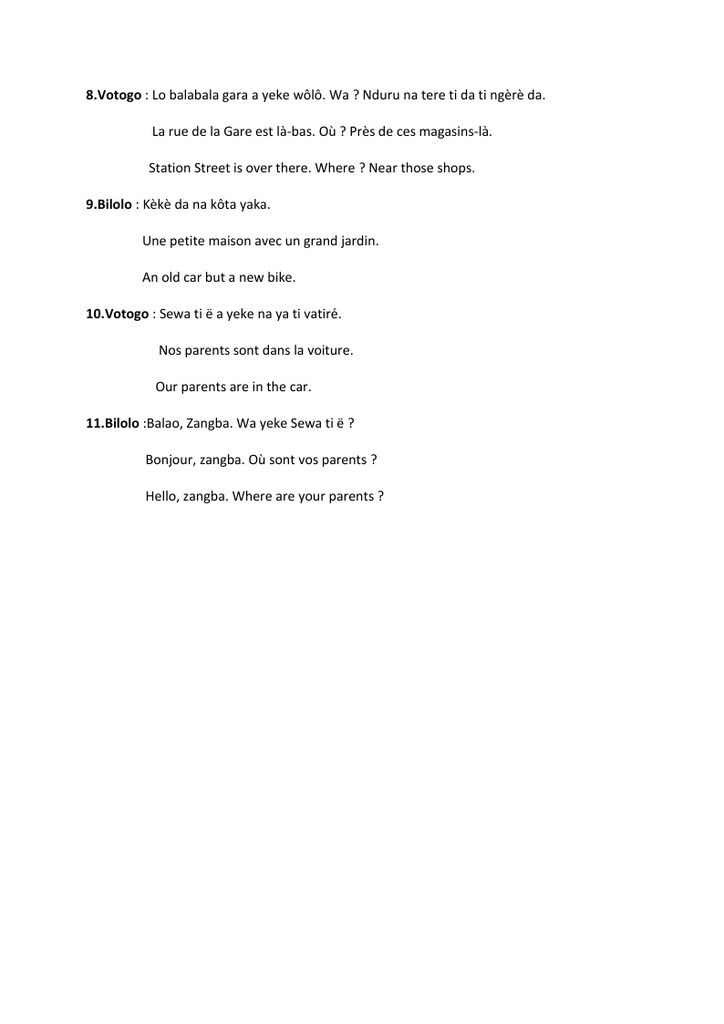 8.Votogo : Lo balabala gara a yeke wôlô. Wa ? Nduru na tere ti da ti ngèrè da.
La rue de la Gare est là-bas. Où ? Près de ces magasins-là.
Station Street is over there. Where ? Near those shops.
9.Bilolo : Kèkè da na kôta yaka.
Une petite maison avec un grand jardin.
An old car but a new bike.
10.Votogo : Sewa ti ë a yeke na ya ti vatiré.
Nos parents sont dans la voiture.
Our parents are in the car.
11.Bilolo :Balao, Zangba. Wa yeke Sewa ti ë ?
Bonjour, zangba. Où sont vos parents ?
Hello, zangba. Where are your parents ?